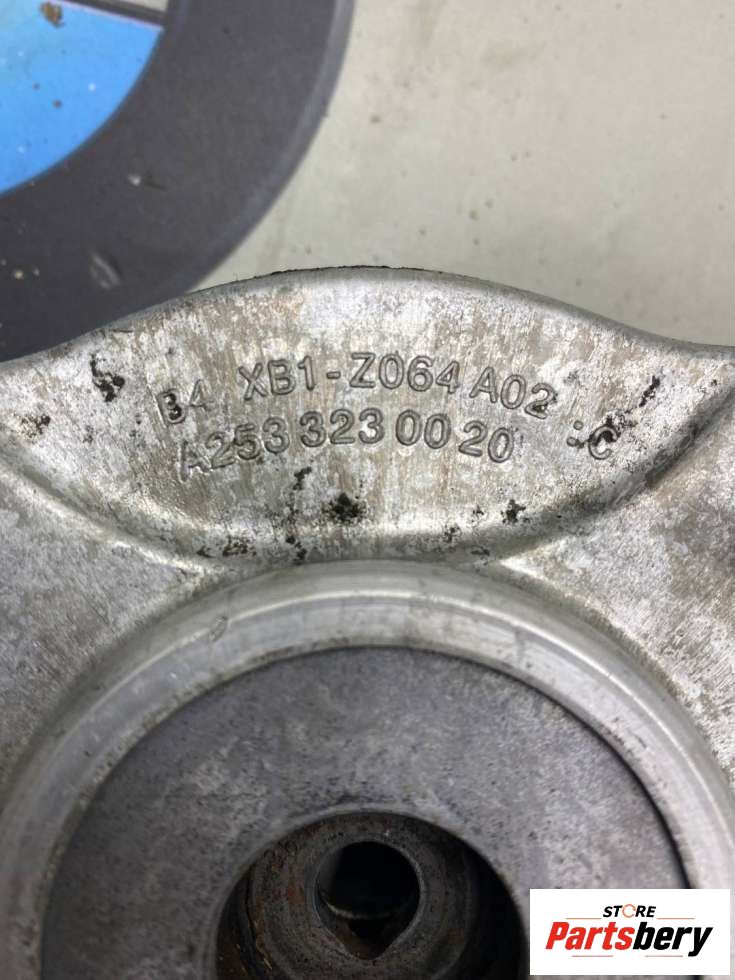 B4 XB1-Z064 A02 :C
A253 323 00 20
STORE
Partsbery